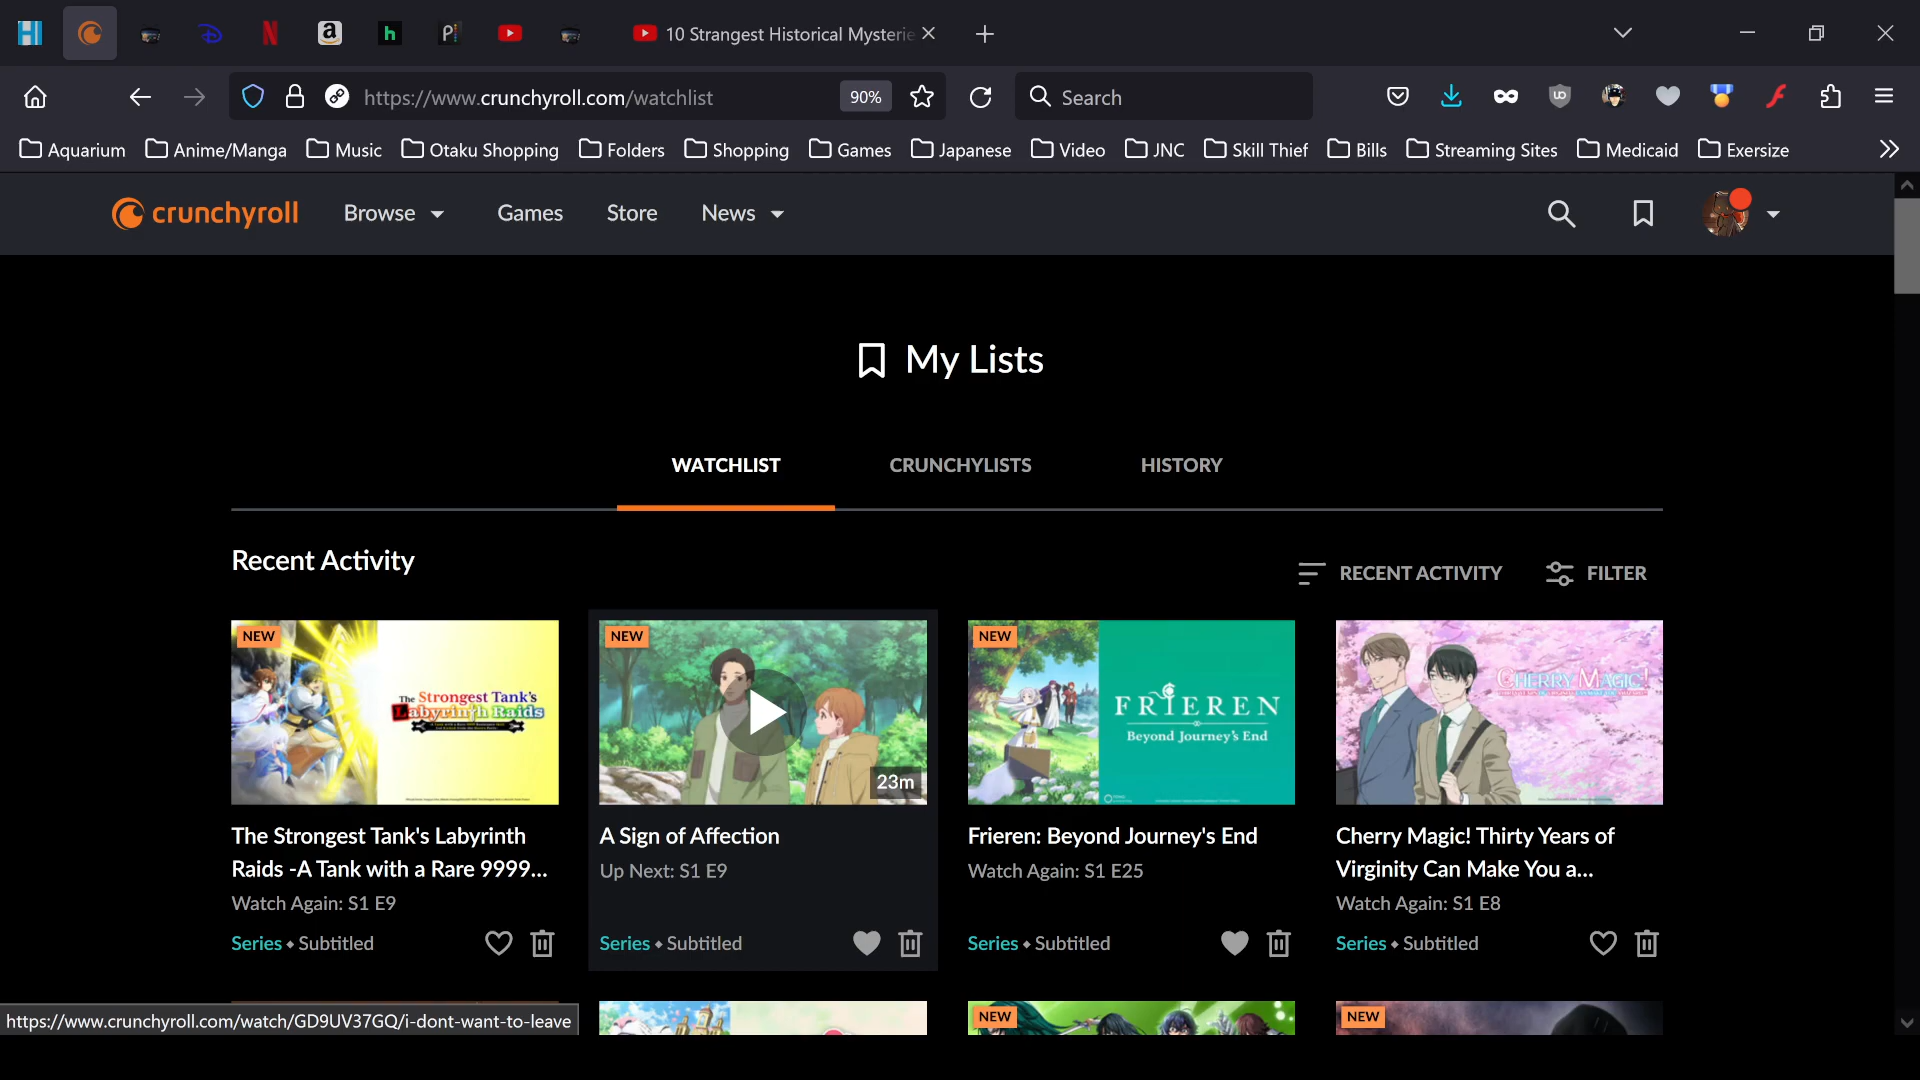 10 Strangest Historical Mysterie
https://www.crunchyroll.com/watchlist
90%
Search
Aquarium
Anime/Manga
Music
Otaku Shopping
Folders
Shopping
Games
Japanese
Video
JNC
Skill Thief
Bills
Streaming Sites
Medicaid
Exersize
crunchyroll
Browse
Games
Store
News
My Lists
WATCHLIST
CRUNCHYLISTS
HISTORY
Recent Activity
RECENT ACTIVITY
FILTER
NEW
The Strongest Tank's
Labyrinth Raids
The Strongest Tank's Labyrinth
Raids -A Tank with a Rare 9999...
Watch Again: S1 E9
Series • Subtitled
NEW
23m
A Sign of Affection
Up Next: S1 E9
Series • Subtitled
NEW
FRIEREN
Beyond Journey's End
Frieren: Beyond Journey's End
Watch Again: S1 E25
Series • Subtitled
CHERRY MAGIC!
Cherry Magic! Thirty Years of
Virginity Can Make You a...
Watch Again: S1 E8
Series • Subtitled
NEW
NEW
https://www.crunchyroll.com/watch/GD9UV37GQ/i-dont-want-to-leave